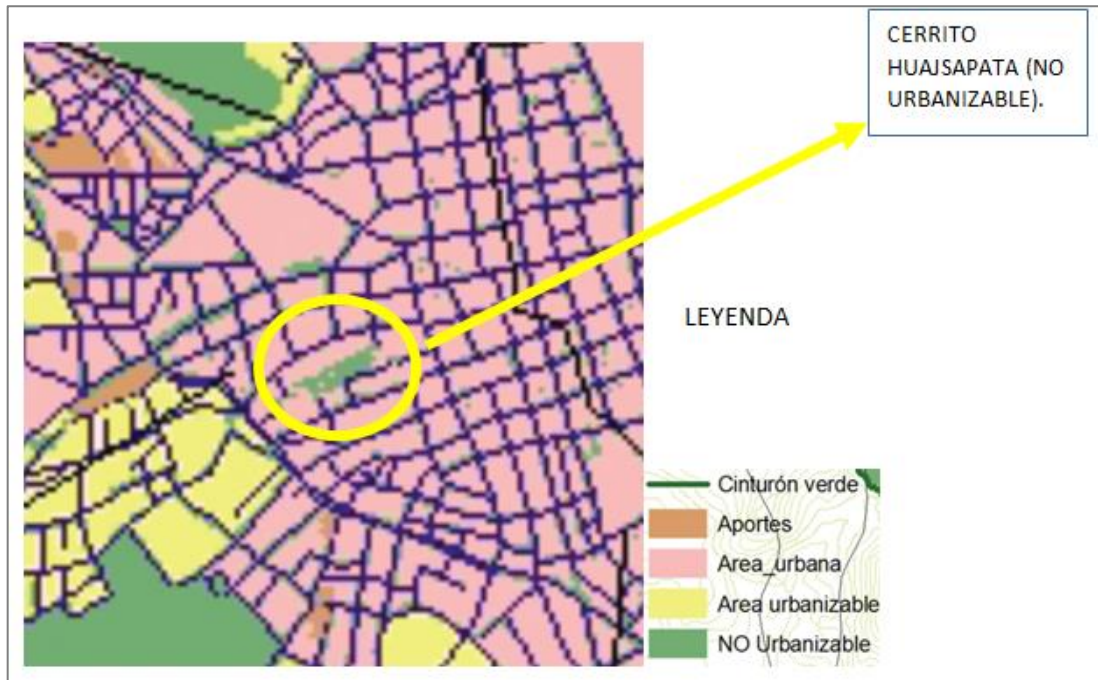 CERRITO
HUAJSAPATA (NO
URBANIZABLE).
LEYENDA
Cinturón verde
Aportes
Area_urbana
Area urbanizable
NO Urbanizable